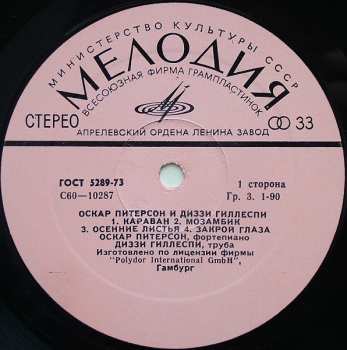 МИНИСТЕРСТВО КУЛЬТУРЫ СССР
МЕЛОДИЯ
ВСЕСОЮЗНАЯ ФИРМА ГРАМПЛАСТИНОК
СТЕРЕО
33
АПРЕЛЕВСКИЙ ОРДЕНА ЛЕНИНА ЗАВОД
ГОСТ 5289-73
1 сторона
С60—10287
Гр. 3. 1-90
ОСКАР ПИТЕРСОН И ДИЗЗИ ГИЛЛЕСПИ
1. КАРАВАН 2. МОЗАМБИК
3. ОСЕННИЕ ЛИСТЬЯ 4. ЗАКРОЙ ГЛАЗА
ОСКАР ПИТЕРСОН, фортепиано
ДИЗЗИ ГИЛЛЕСПИ, труба
Изготовлено по лицензии фирмы
"Polydor International GmbH",
Гамбург